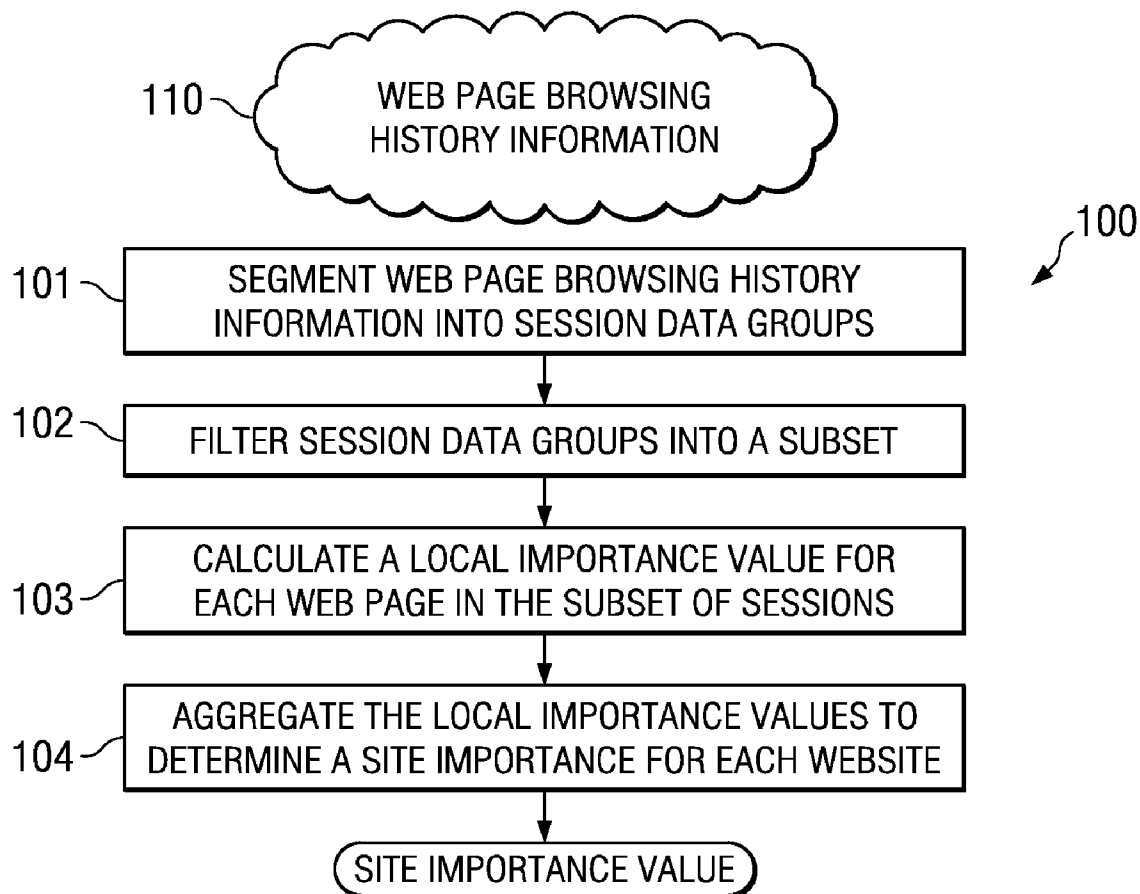 110
WEB PAGE BROWSING
HISTORY INFORMATION
100
101
SEGMENT WEB PAGE BROWSING HISTORY
INFORMATION INTO SESSION DATA GROUPS
102
FILTER SESSION DATA GROUPS INTO A SUBSET
103
CALCULATE A LOCAL IMPORTANCE VALUE FOR
EACH WEB PAGE IN THE SUBSET OF SESSIONS
104
AGGREGATE THE LOCAL IMPORTANCE VALUES TO
DETERMINE A SITE IMPORTANCE FOR EACH WEBSITE
SITE IMPORTANCE VALUE